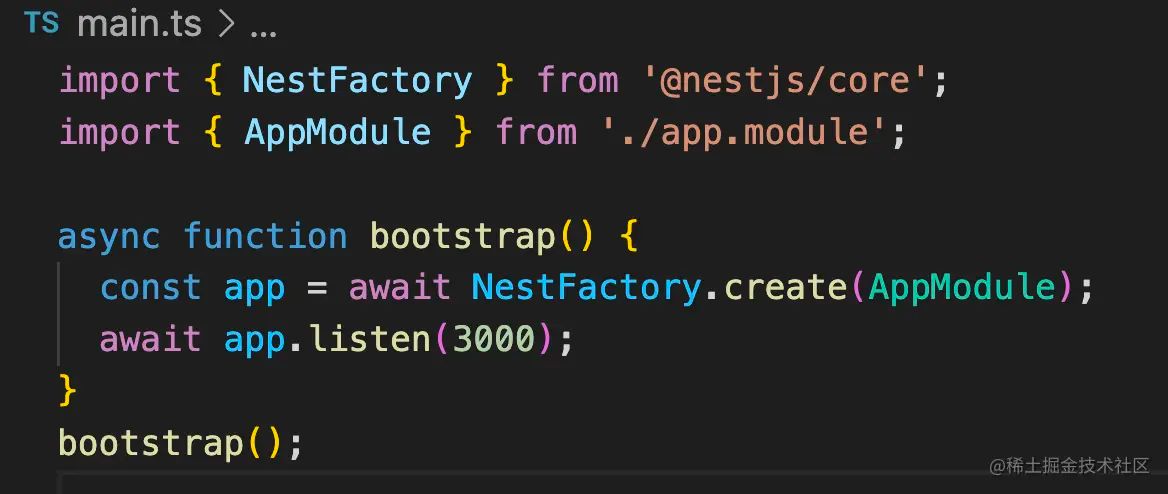 TS main.ts > ...
import { NestFactory } from '@nestjs/core';
import { AppModule } from './app.module';
async function bootstrap() {
  const app = await NestFactory.create(AppModule);
  await app.listen(3000);
}
bootstrap();
@稀土掘金技术社区